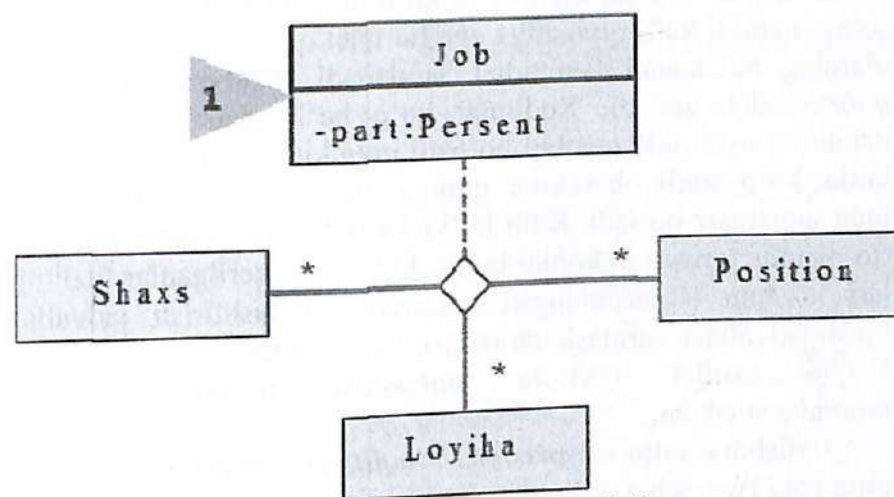 Job
1
-part:Persent
*
*
Shaxs
Position
*
Loyiha